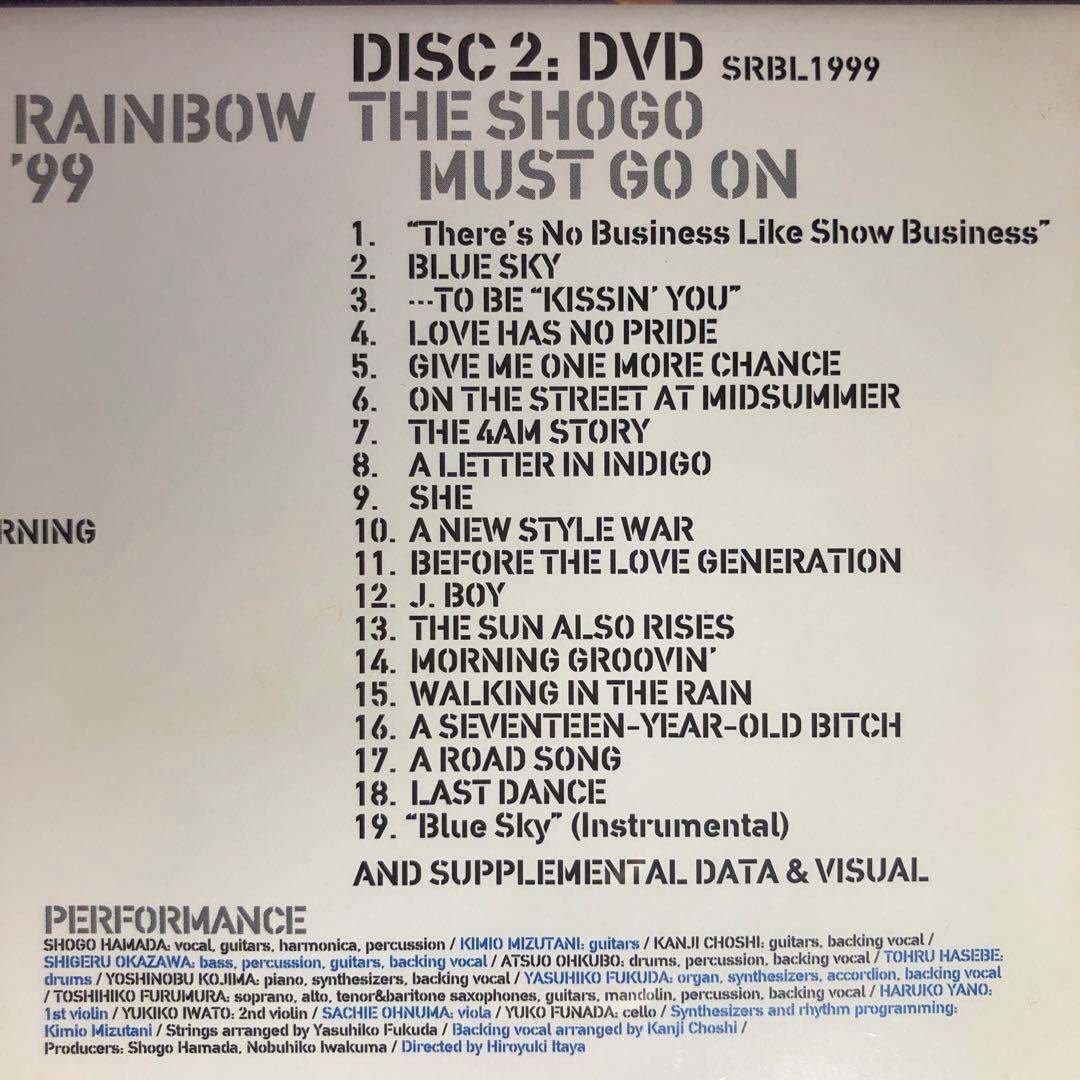 DISC 2: DVD SRBL1999
RAINBOW THE SHOGO
'99 MUST GO ON
1. "There's No Business Like Show Business"
2. BLUE SKY
3. …TO BE "KISSIN' YOU"
4. LOVE HAS NO PRIDE
5. GIVE ME ONE MORE CHANCE
6. ON THE STREET AT MIDSUMMER
7. THE 4AM STORY
8. A LETTER IN INDIGO
9. SHE
RNING
10. A NEW STYLE WAR
11. BEFORE THE LOVE GENERATION
12. J. BOY
13. THE SUN ALSO RISES
14. MORNING GROOVIN'
15. WALKING IN THE RAIN
16. A SEVENTEEN-YEAR-OLD BITCH
17. A ROAD SONG
18. LAST DANCE
19. "Blue Sky" (Instrumental)
AND SUPPLEMENTAL DATA & VISUAL
PERFORMANCE
SHOGO HAMADA: vocal, guitars, harmonica, percussion / KIMIO MIZUTANI: guitars / KANJI CHOSHI: guitars, backing vocal /
SHIGERU OKAZAWA: bass, percussion, guitars, backing vocal / ATSUO OHKUBO: drums, percussion, backing vocal / TOHRU HASEBE:
drums / YOSHINOBU KOJIMA: piano, synthesizers, backing vocal / YASUHIKO FUKUDA: organ, synthesizers, accordion, backing vocal
/ TOSHIHIKO FURUMURA: soprano, alto, tenor&baritone saxophones, guitars, mandolin, percussion, backing vocal / HARUKO YANO:
1st violin / YUKIKO IWATO: 2nd violin / SACHIE OHNUMA: viola / YUKO FUNADA: cello / Synthesizers and rhythm programming:
Kimio Mizutani / Strings arranged by Yasuhiko Fukuda / Backing vocal arranged by Kanji Choshi /
Producers: Shogo Hamada, Nobuhiko Iwakuma / Directed by Hiroyuki Itaya